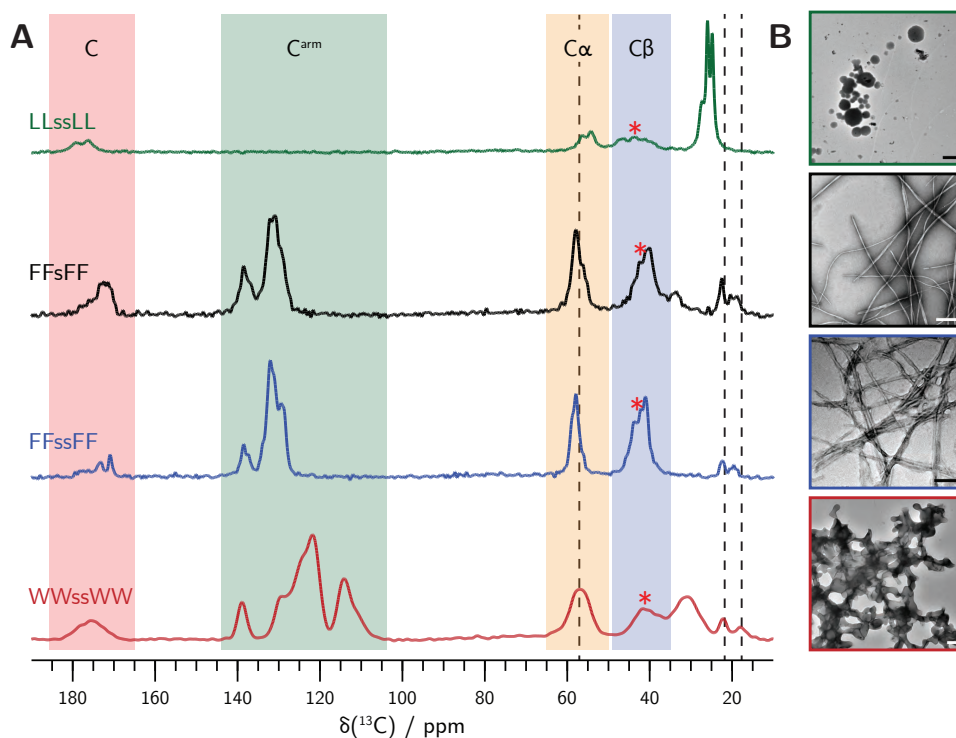 A
B
C
C^arm
Cα
Cβ
LLssLL
*
FFsFF
*
FFssFF
*
WWssWW
*
180 160 140 120 100 80 60 40 20
δ(¹³C) / ppm